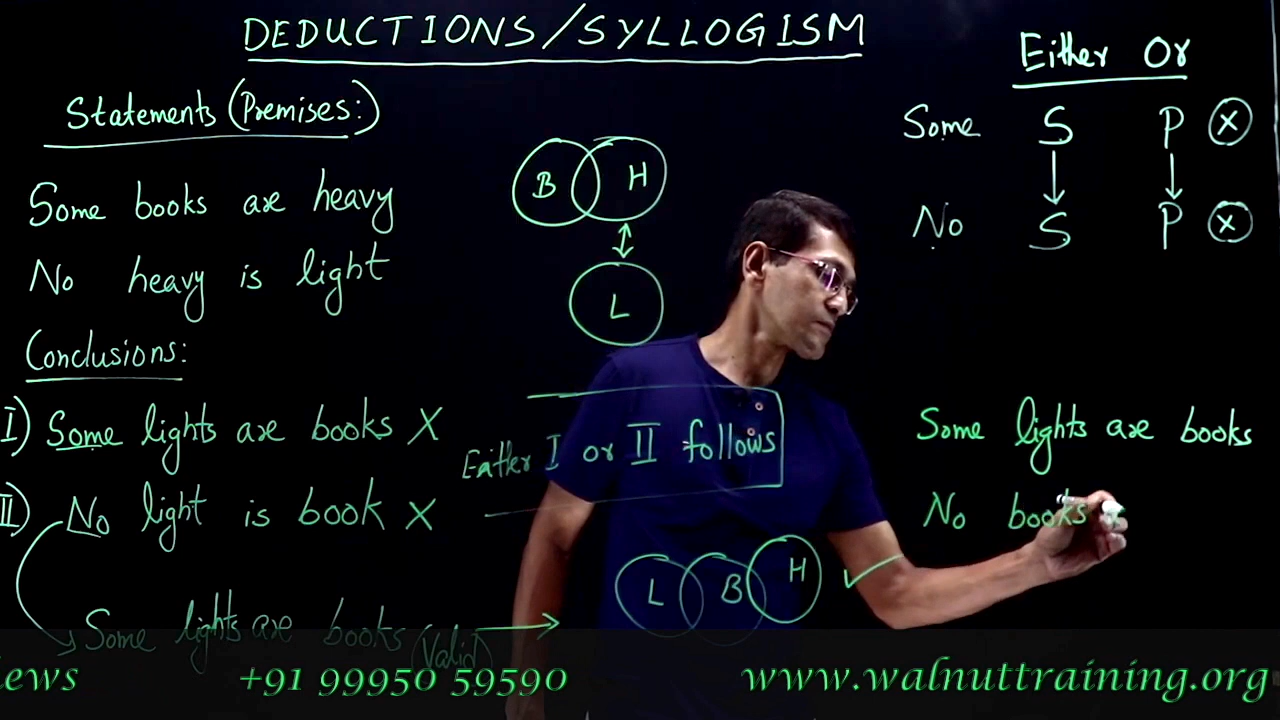 DEDUCTIONS/SYLLOGISM
Either Or
Statements (Premises:)
Some S P X
No S P X
Some books are heavy
No heavy is light
B H
L
Conclusions:
I) Some lights are books X
II) No light is book X
Eaither I or II follows
Some lights are books
No books
L B H
Some lights are books (Valid)
ews +91 99950 59590 www.walnuttraining.org